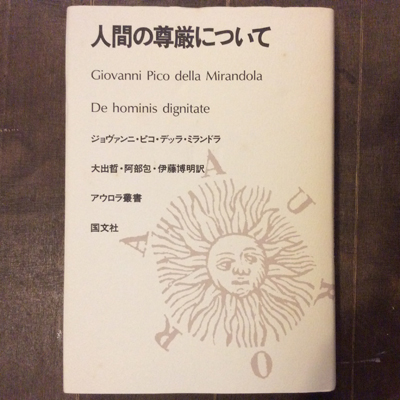 人間の尊厳について
Giovanni Pico della Mirandola
De hominis dignitate
ジョヴァンニ・ピコ・デッラ・ミランドラ
大出哲・阿部包・伊藤博明訳
アウロラ叢書
国文社
AURORA